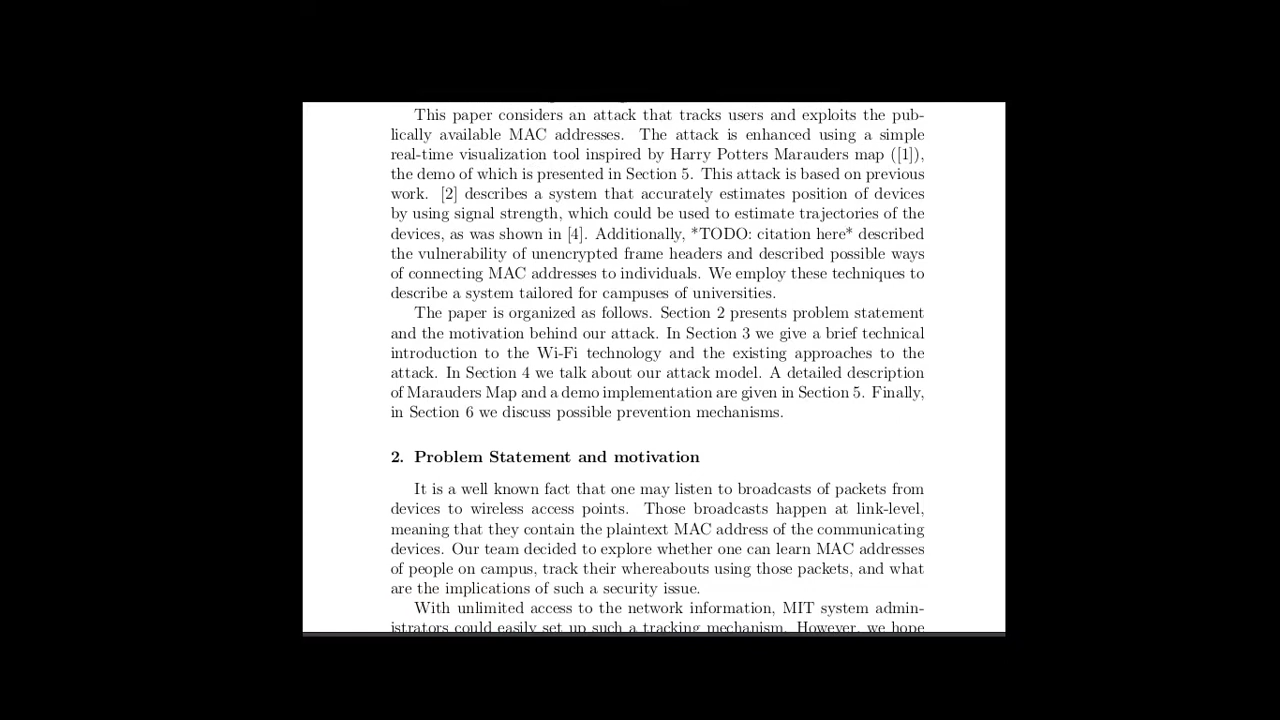 This paper considers an attack that tracks users and exploits the pub-
lically available MAC addresses. The attack is enhanced using a simple
real-time visualization tool inspired by Harry Potters Marauders map ([1]),
the demo of which is presented in Section 5. This attack is based on previous
work. [2] describes a system that accurately estimates position of devices
by using signal strength, which could be used to estimate trajectories of the
devices, as was shown in [4]. Additionally, *TODO: citation here* described
the vulnerability of unencrypted frame headers and described possible ways
of connecting MAC addresses to individuals. We employ these techniques to
describe a system tailored for campuses of universities.
The paper is organized as follows. Section 2 presents problem statement
and the motivation behind our attack. In Section 3 we give a brief technical
introduction to the Wi-Fi technology and the existing approaches to the
attack. In Section 4 we talk about our attack model. A detailed description
of Marauders Map and a demo implementation are given in Section 5. Finally,
in Section 6 we discuss possible prevention mechanisms.
2. Problem Statement and motivation
It is a well known fact that one may listen to broadcasts of packets from
devices to wireless access points. Those broadcasts happen at link-level,
meaning that they contain the plaintext MAC address of the communicating
devices. Our team decided to explore whether one can learn MAC addresses
of people on campus, track their whereabouts using those packets, and what
are the implications of such a security issue.
With unlimited access to the network information, MIT system admin-
istrators could easily set up such a tracking mechanism. However, we hope